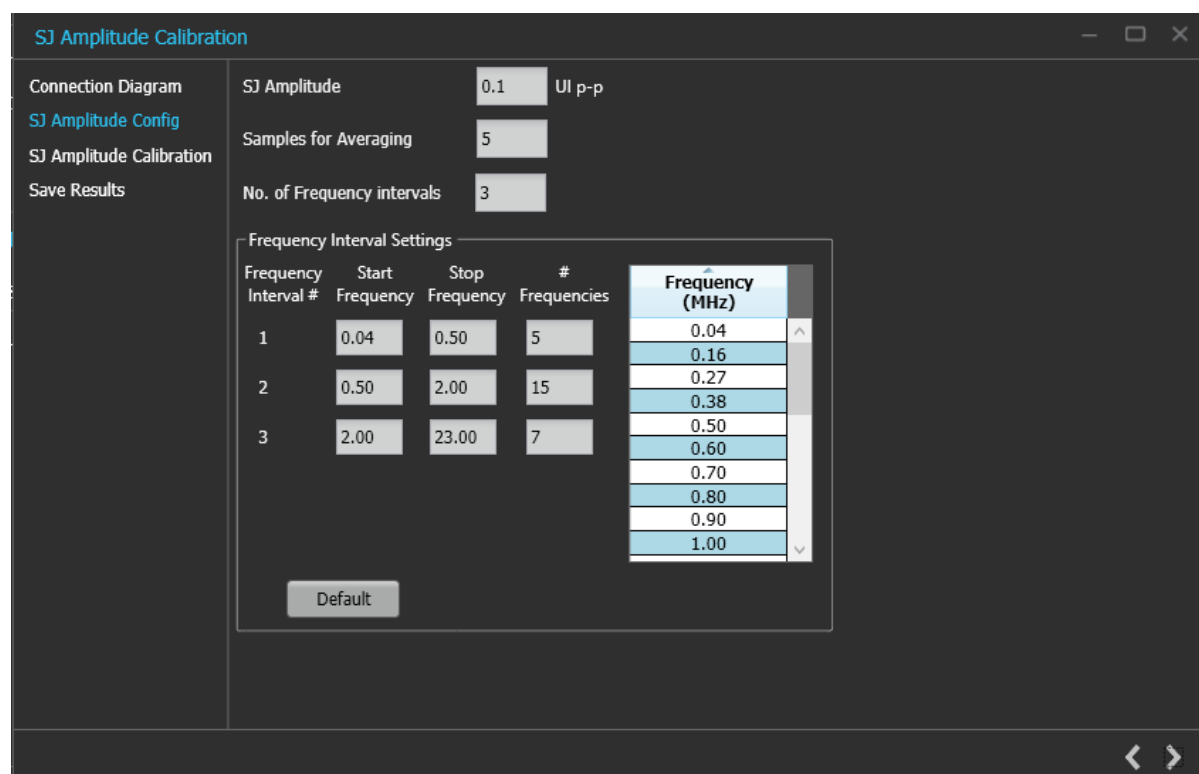 SJ Amplitude Calibration
Connection Diagram
SJ Amplitude Config
SJ Amplitude Calibration
Save Results
SJ Amplitude 0.1 UI p-p
Samples for Averaging 5
No. of Frequency intervals 3
Frequency Interval Settings
Frequency Start Stop #
Interval # Frequency Frequency Frequencies
1 0.04 0.50 5
2 0.50 2.00 15
3 2.00 23.00 7
Frequency
(MHz)
0.04
0.16
0.27
0.38
0.50
0.60
0.70
0.80
0.90
1.00
Default